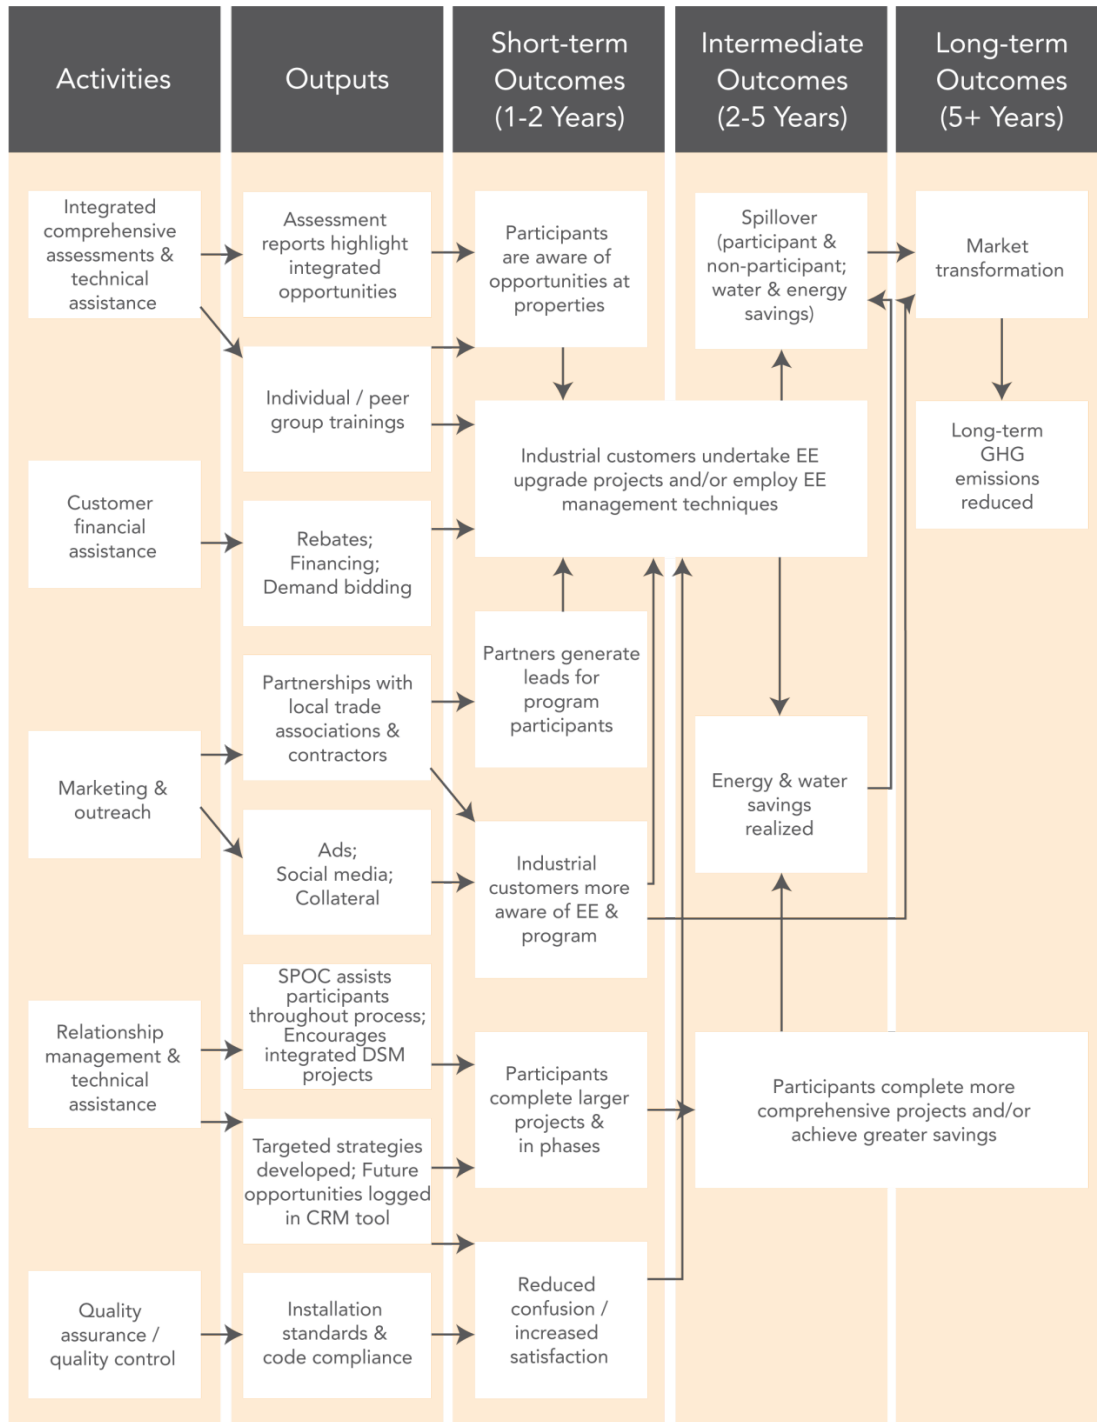 Activities
Outputs
Short-term
Outcomes
(1-2 Years)
Intermediate
Outcomes
(2-5 Years)
Long-term
Outcomes
(5+ Years)
Integrated
comprehensive
assessments &
technical
assistance
Assessment
reports highlight
integrated
opportunities
Participants
are aware of
opportunities at
properties
Spillover
(participant &
non-participant;
water & energy
savings)
Market
transformation
Individual / peer
group trainings
Industrial customers undertake EE
upgrade projects and/or employ EE
management techniques
Long-term
GHG
emissions
reduced
Customer
financial
assistance
Rebates;
Financing;
Demand bidding
Partnerships with
local trade
associations &
contractors
Partners generate
leads for
program
participants
Marketing &
outreach
Energy & water
savings
realized
Ads;
Social media;
Collateral
Industrial
customers more
aware of EE &
program
Relationship
management &
technical
assistance
SPOC assists
participants
throughout process;
Encourages
integrated DSM
projects
Participants
complete larger
projects &
in phases
Participants complete more
comprehensive projects and/or
achieve greater savings
Targeted strategies
developed; Future
opportunities logged
in CRM tool
Quality
assurance /
quality control
Installation
standards &
code compliance
Reduced
confusion /
increased
satisfaction